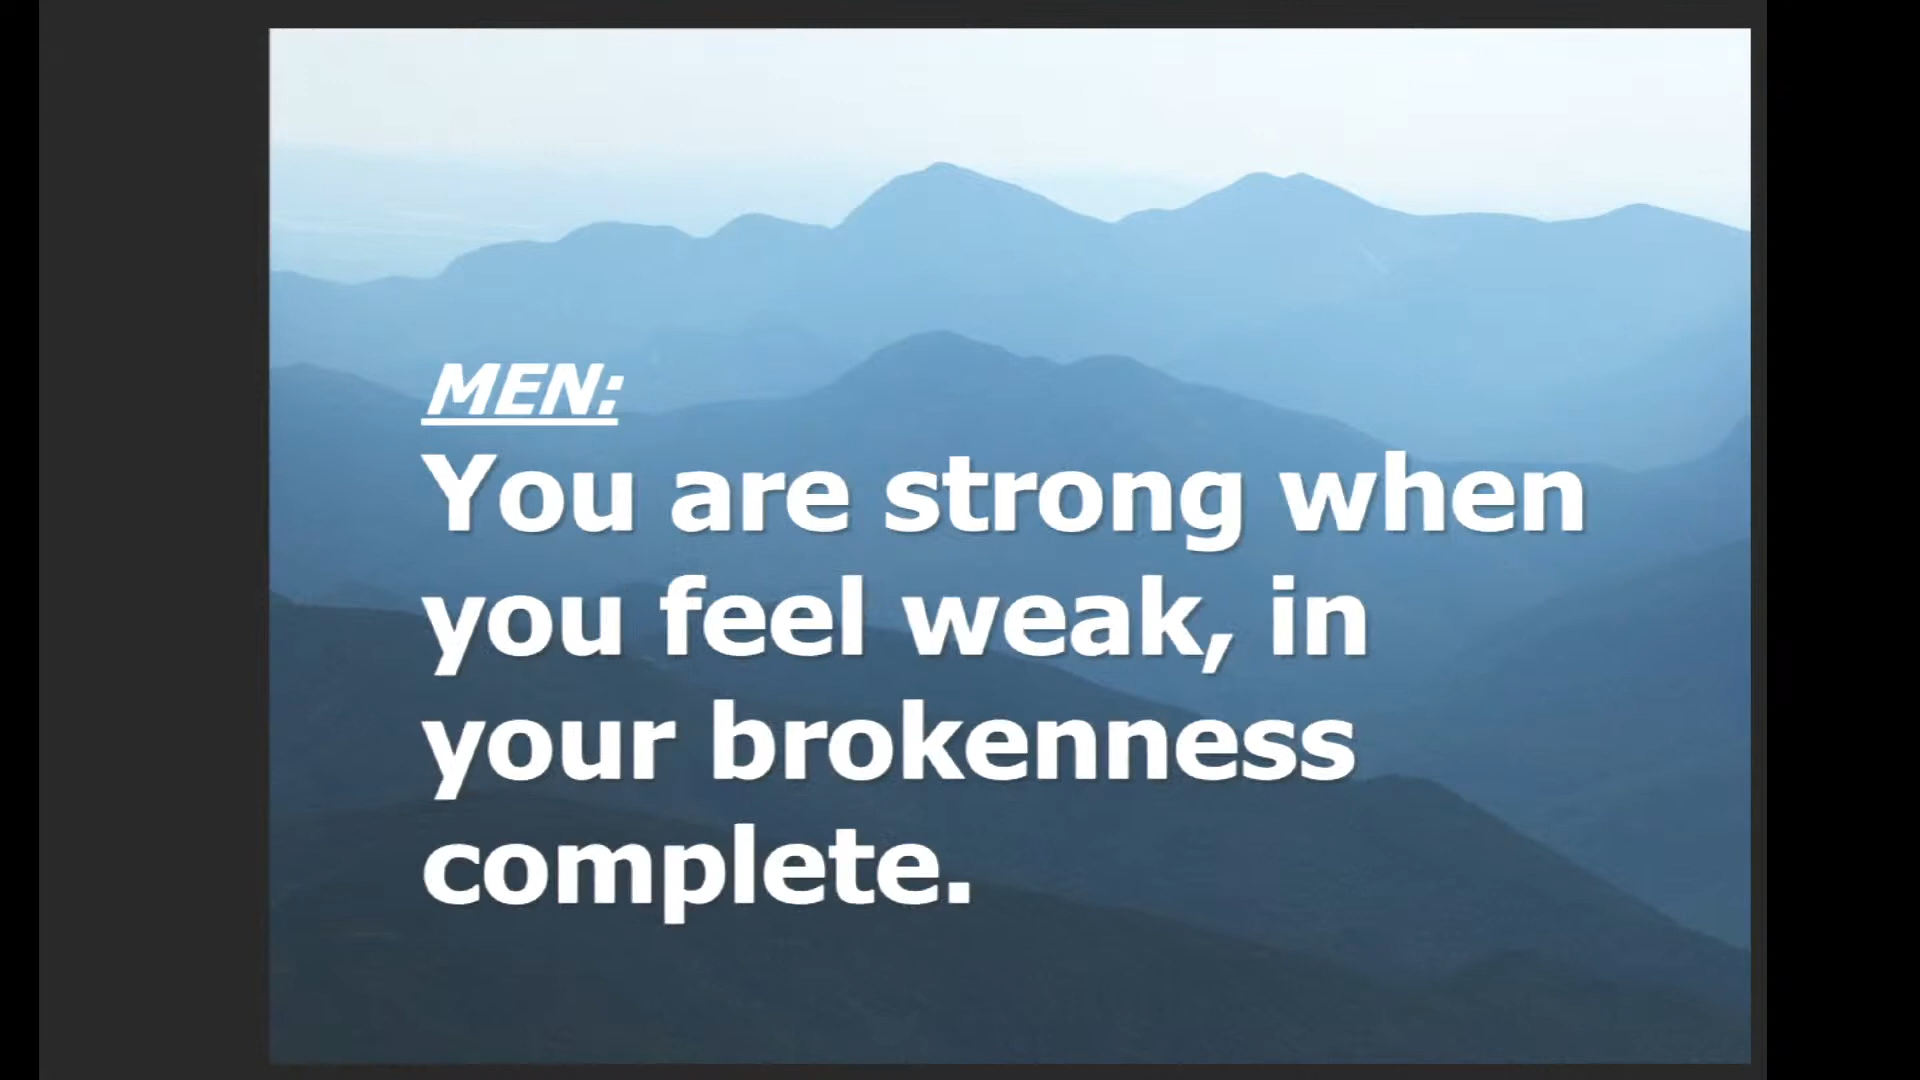 MEN:
You are strong when
you feel weak, in
your brokenness
complete.